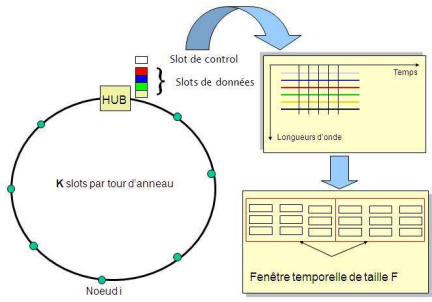 Slot de control
Slots de données
HUB
K slots par tour d'anneau
Noeud i
Temps
Longueurs d'onde
Fenêtre temporelle de taille F